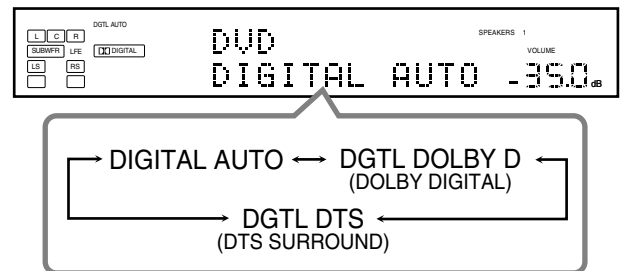 DGTL AUTO
L C R
SUBWFR LFE DIGITAL
LS RS
DVD
SPEAKERS 1
VOLUME
DIGITAL AUTO -35.0 dB
DIGITAL AUTO
DGTL DOLBY D
(DOLBY DIGITAL)
DGTL DTS
(DTS SURROUND)